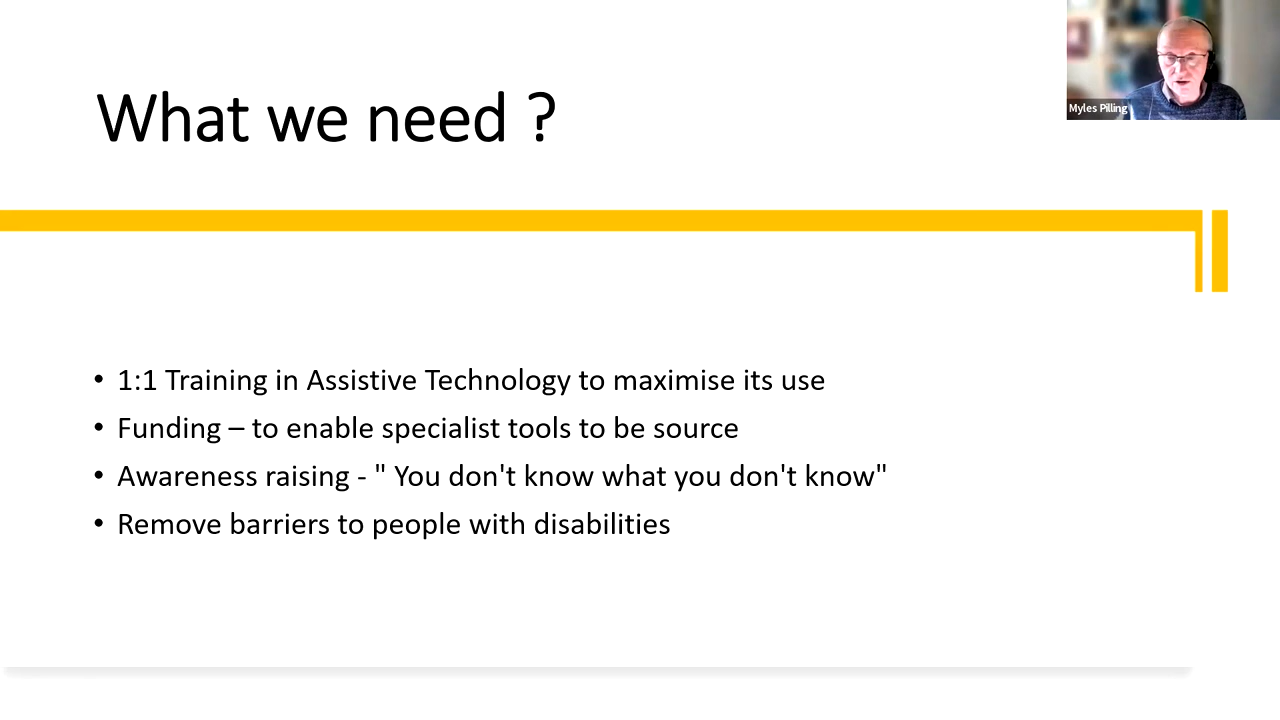 What we need ?
Myles Pilling
• 1:1 Training in Assistive Technology to maximise its use
• Funding – to enable specialist tools to be source
• Awareness raising - " You don't know what you don't know"
• Remove barriers to people with disabilities